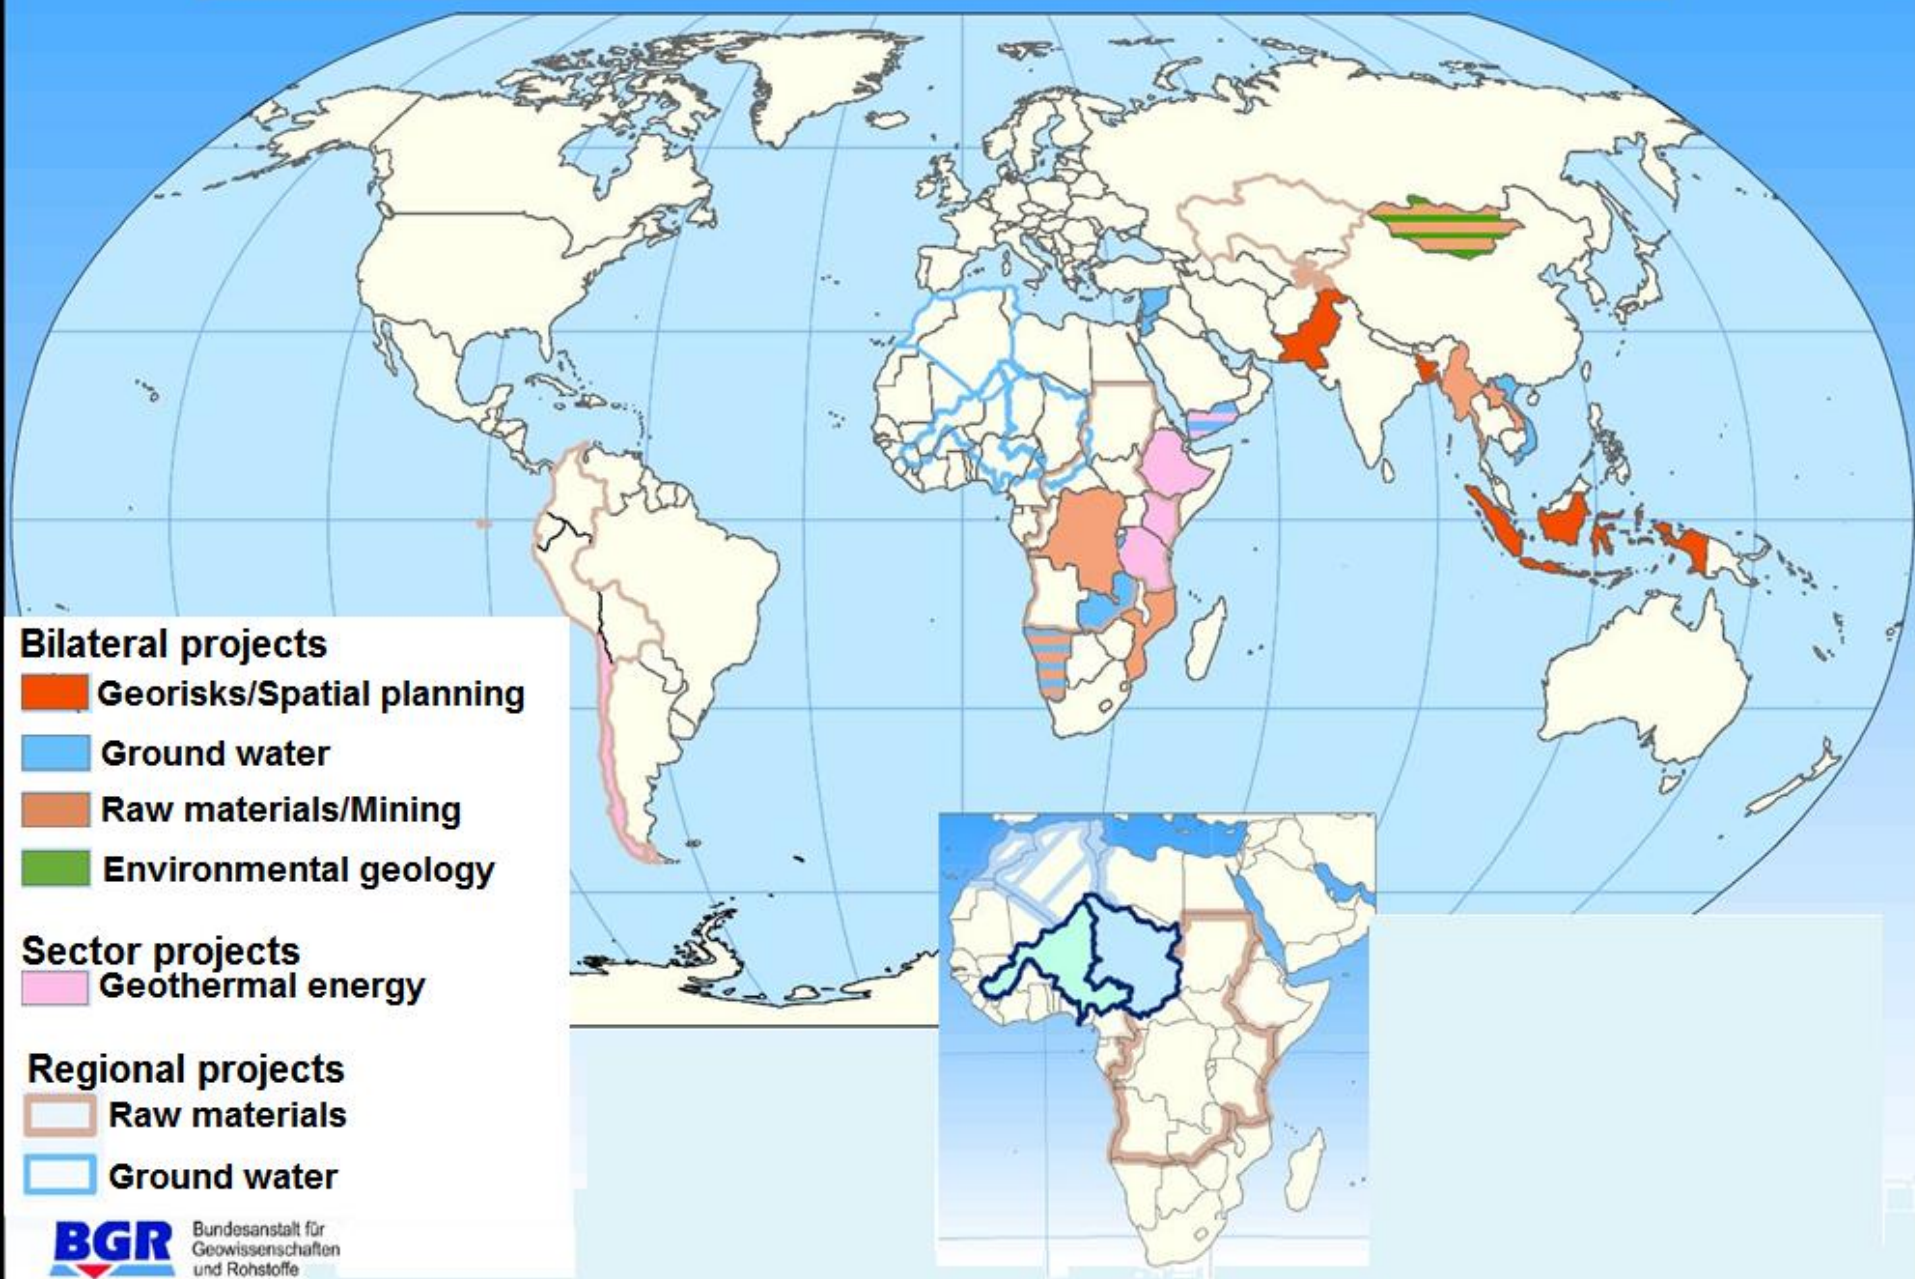 Bilateral projects
Georisks/Spatial planning
Ground water
Raw materials/Mining
Environmental geology
Sector projects
Geothermal energy
Regional projects
Raw materials
Ground water
BGR
Bundesanstalt für
Geowissenschaften
und Rohstoffe